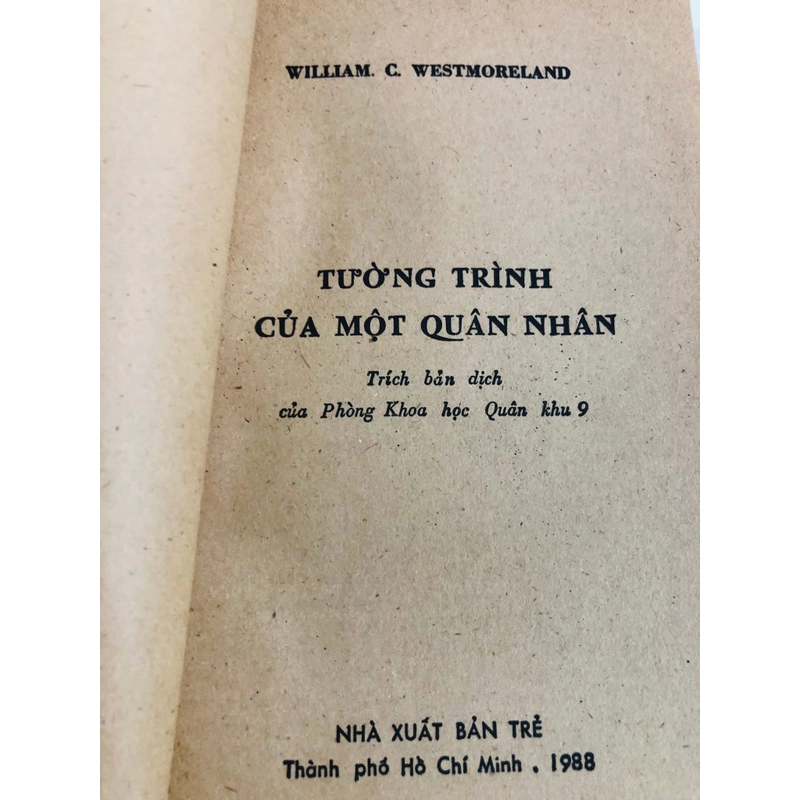 WILLIAM. C. WESTMORELAND
TƯỜNG TRÌNH
CỦA MỘT QUÂN NHÂN
Trích bản dịch
của Phòng Khoa học Quân khu 9
NHÀ XUẤT BẢN TRẺ
Thành phố Hồ Chí Minh . 1988